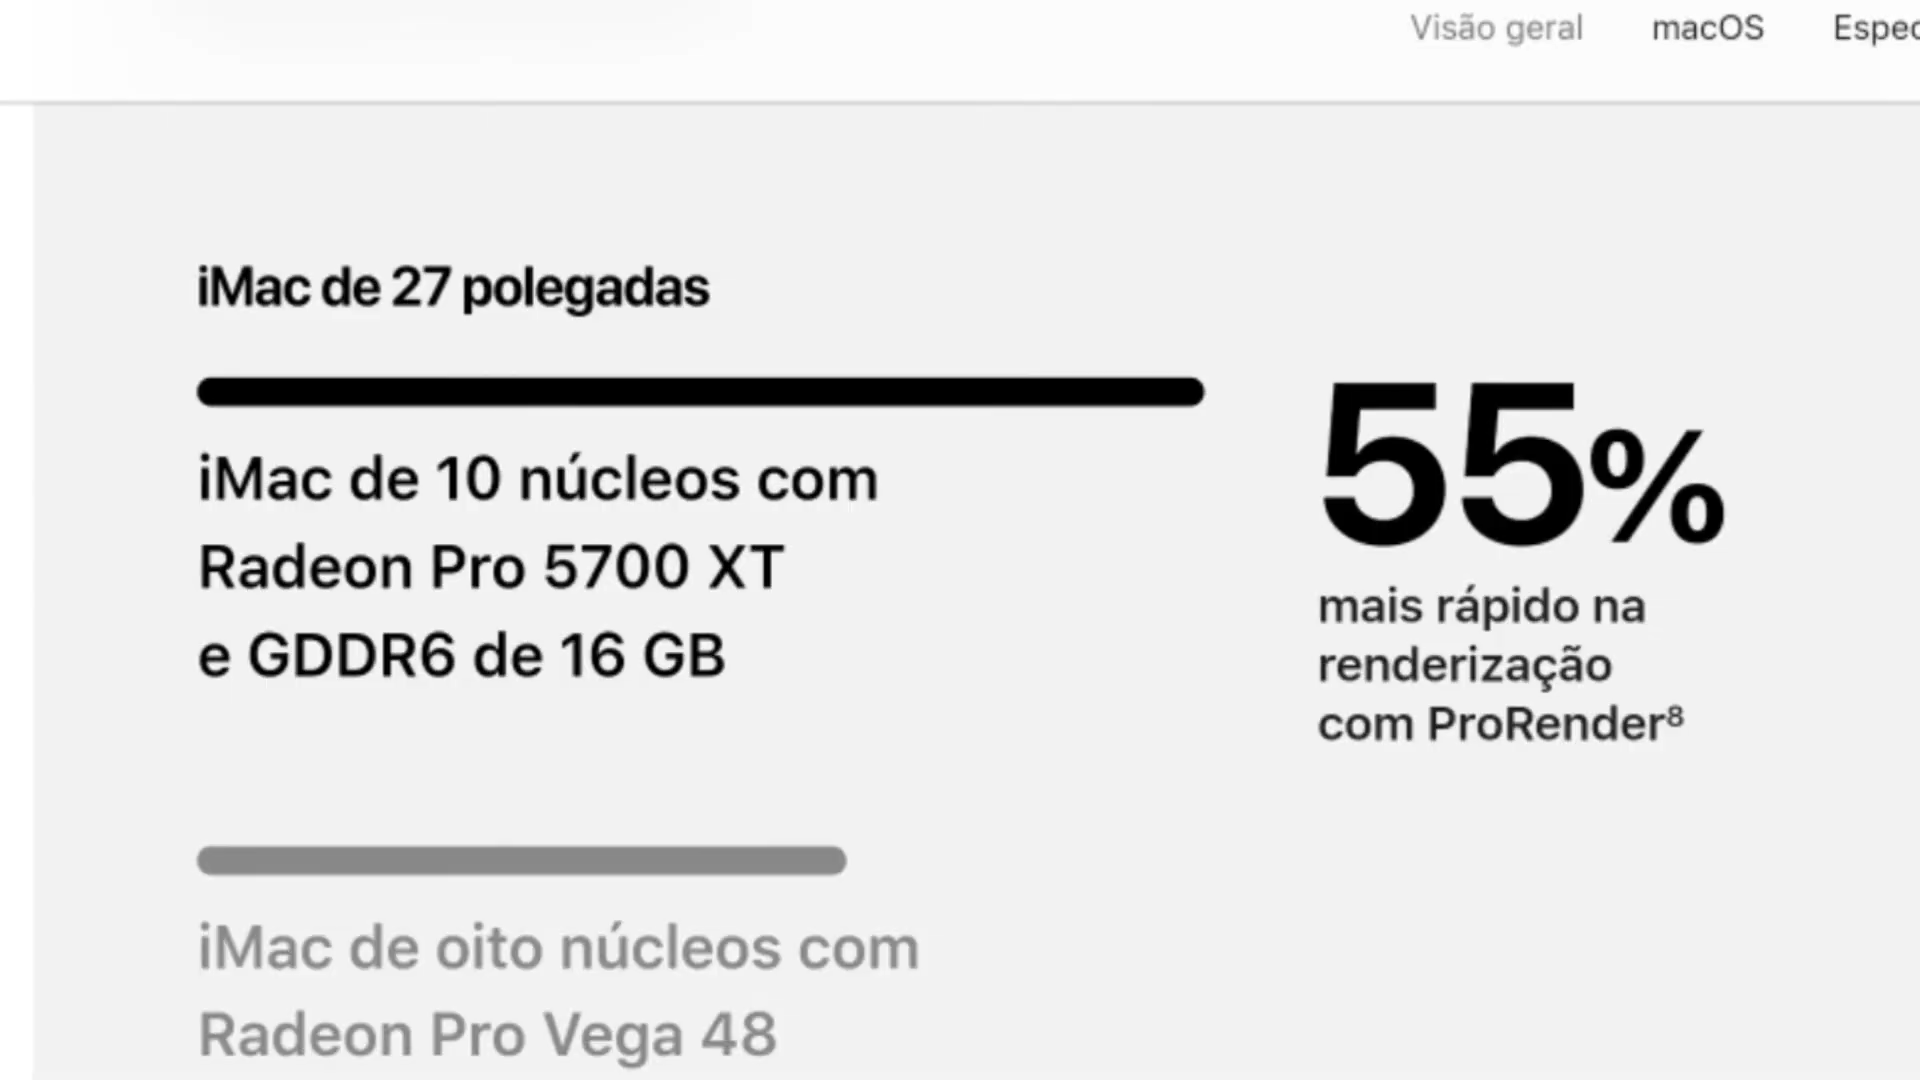 Visão geral macOS
iMac de 27 polegadas
iMac de 10 núcleos com
Radeon Pro 5700 XT
e GDDR6 de 16 GB
55%
mais rápido na
renderização
com ProRender⁸
iMac de oito núcleos com
Radeon Pro Vega 48